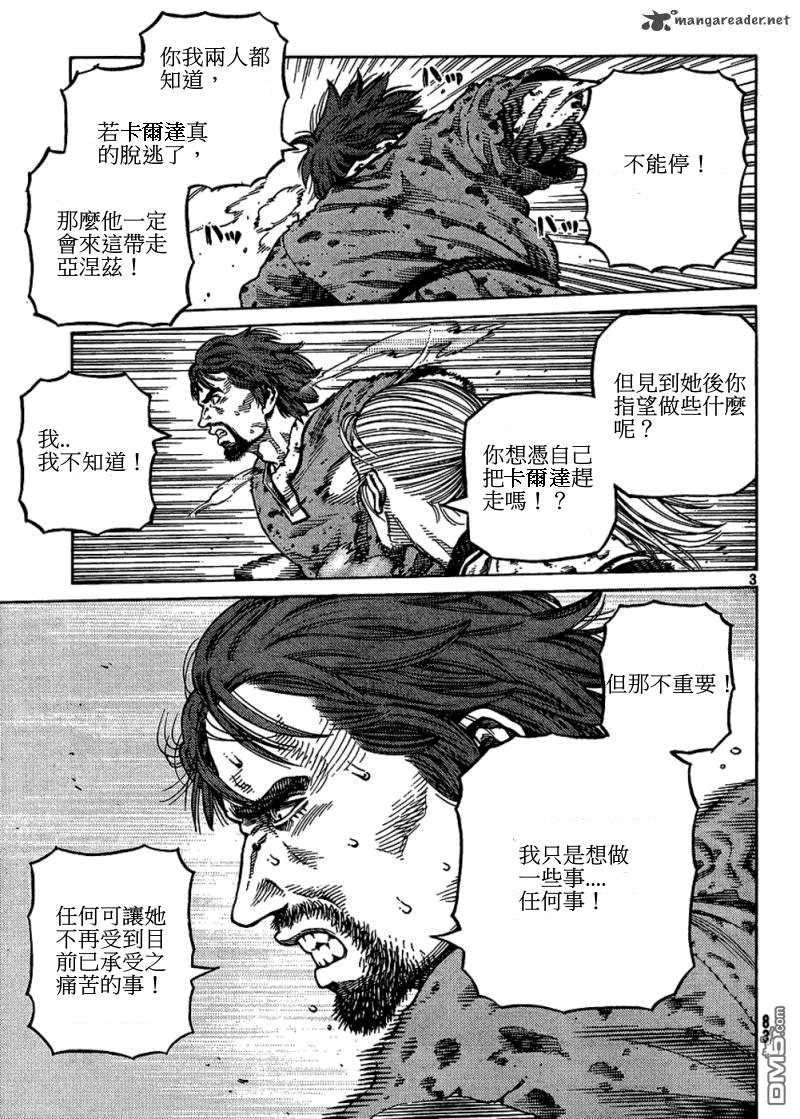 mangareader.net
不能停！
你我兩人都
知道，
若卡爾達真
的脫逃了，
那麼他一定
會來這帶走
亞涅茲！
但見到她後你
指望做些什麼
呢？
你想憑自己
把卡爾達趕
走嗎！？
我..
我不知道！
3
但那不重要！
我只是想做
一些事....
任何事！
任何可讓她
不再受到目
前已承受之
痛苦的事！
83
DM5.com